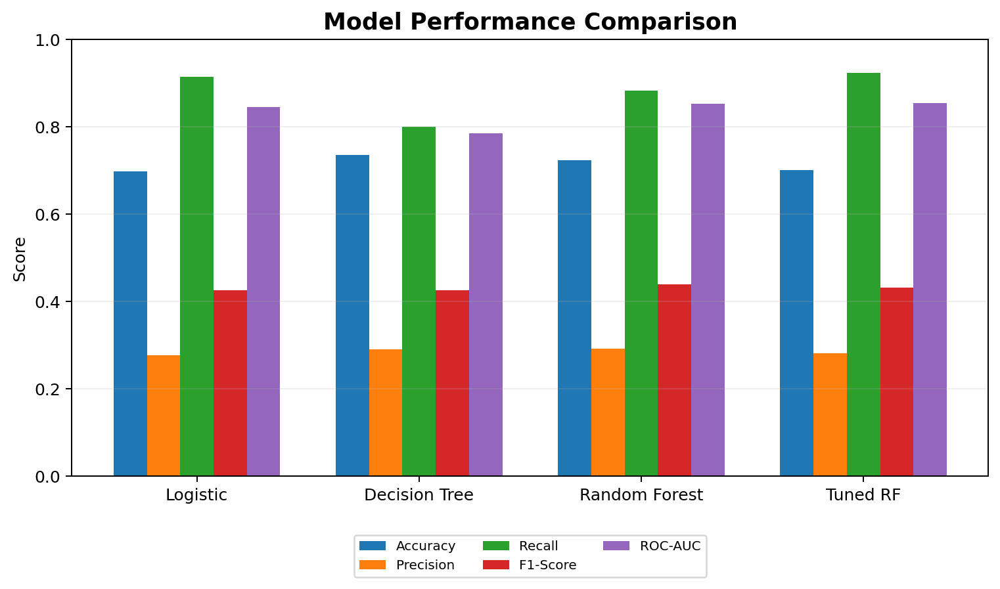 Model Performance Comparison
1.0
0.8
0.6
0.4
0.2
0.0
Score
Logistic Decision Tree Random Forest Tuned RF
Accuracy Recall ROC-AUC
Precision F1-Score